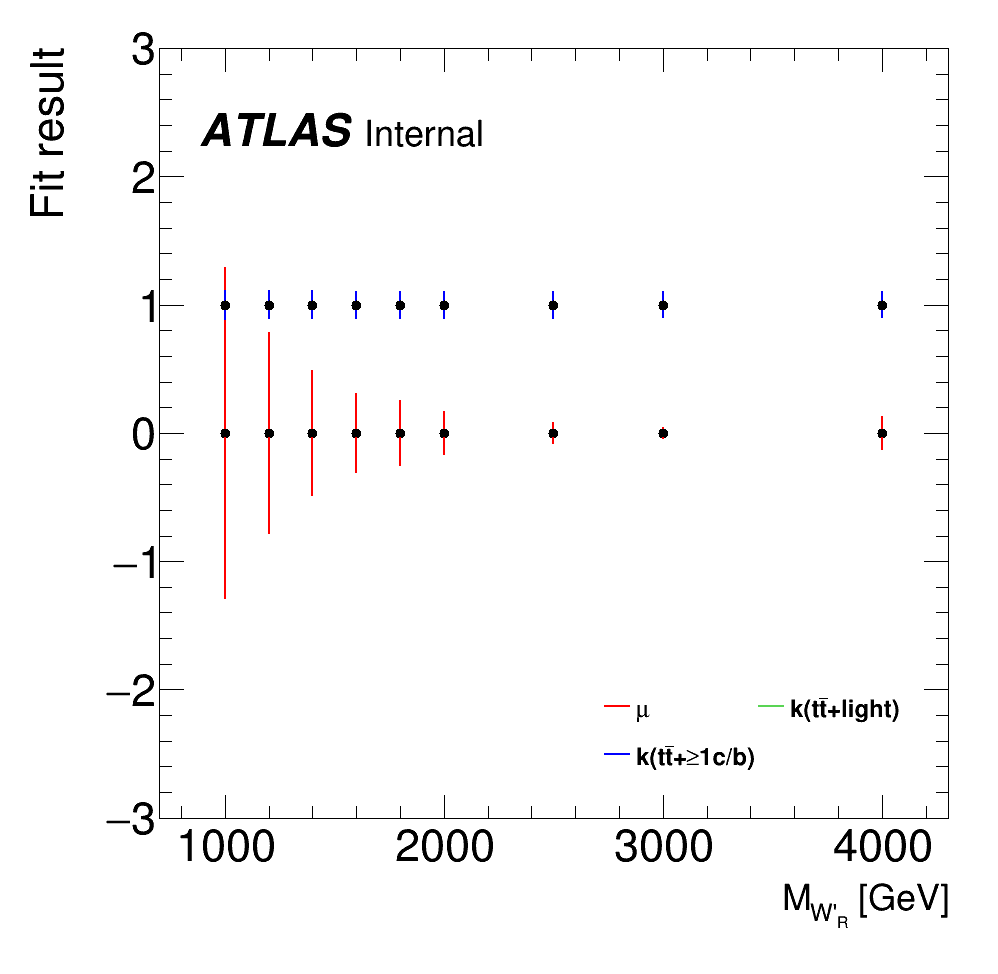 Fit result
3
ATLAS Internal
2
1
0
−1
−2
−3
μ
k(tt̄+light)
k(tt̄+≥1c/b)
1000 2000 3000 4000
M_W'_R [GeV]